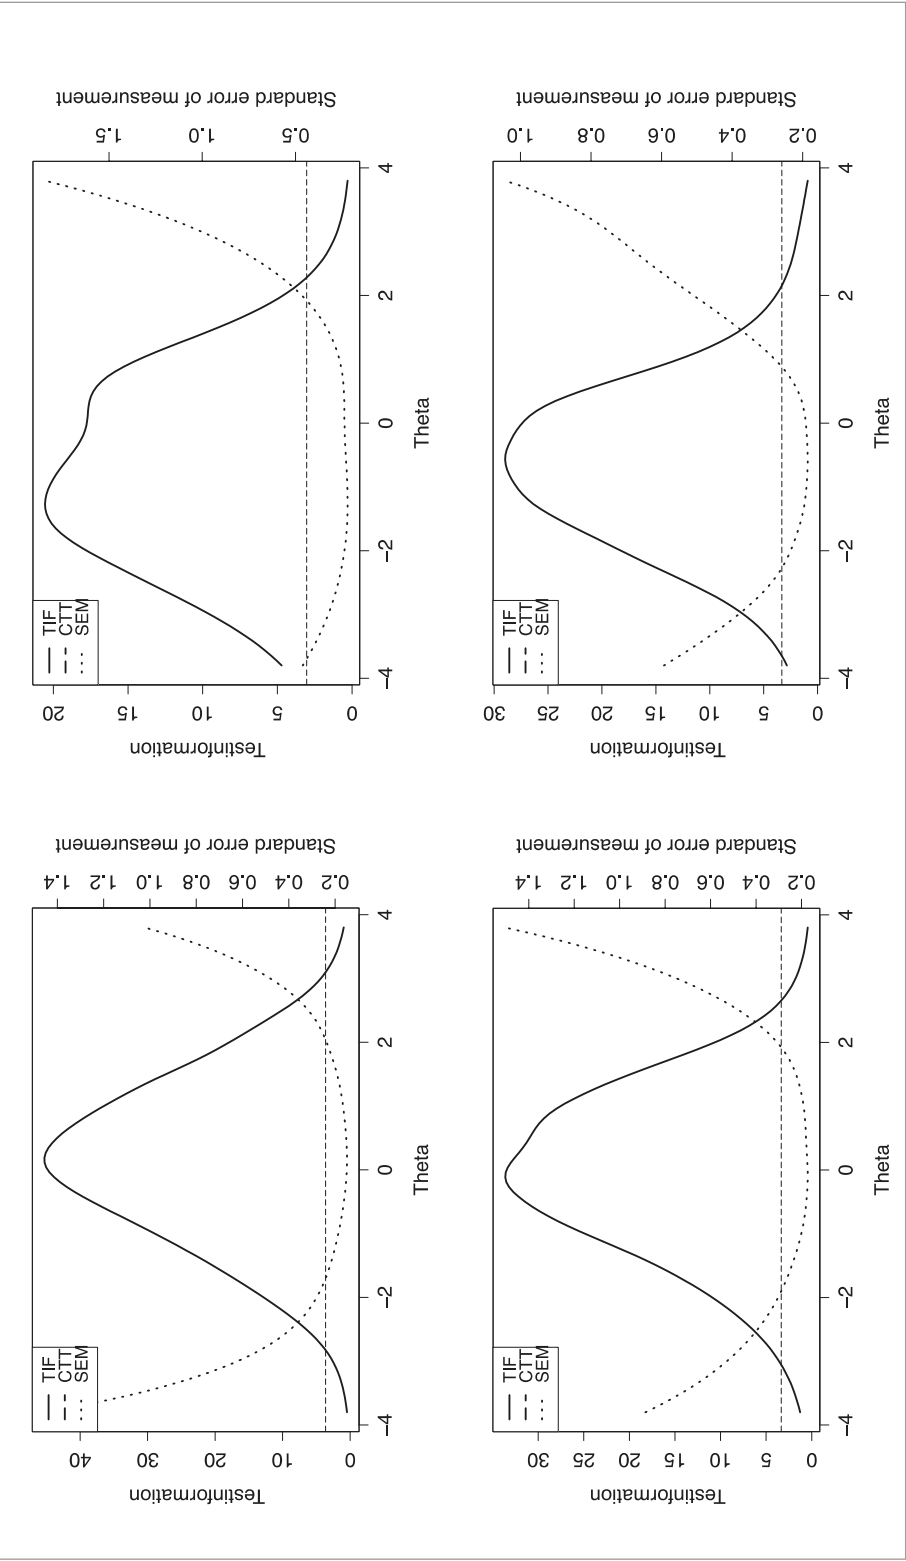 Standard error of measurement
1.5 1.0 0.5
TIF
CTT
SEM
−4 −2 0 2 4
Theta
20 15 10 5 0
Testinformation
Standard error of measurement
1.0 0.8 0.6 0.4 0.2
TIF
CTT
SEM
−4 −2 0 2 4
Theta
30 25 20 15 10 5 0
Testinformation
Standard error of measurement
1.4 1.2 1.0 0.8 0.6 0.4 0.2
TIF
CTT
SEM
−4 −2 0 2 4
Theta
40 30 20 10 0
Testinformation
Standard error of measurement
1.4 1.2 1.0 0.8 0.6 0.4 0.2
TIF
CTT
SEM
−4 −2 0 2 4
Theta
30 25 20 15 10 5 0
Testinformation